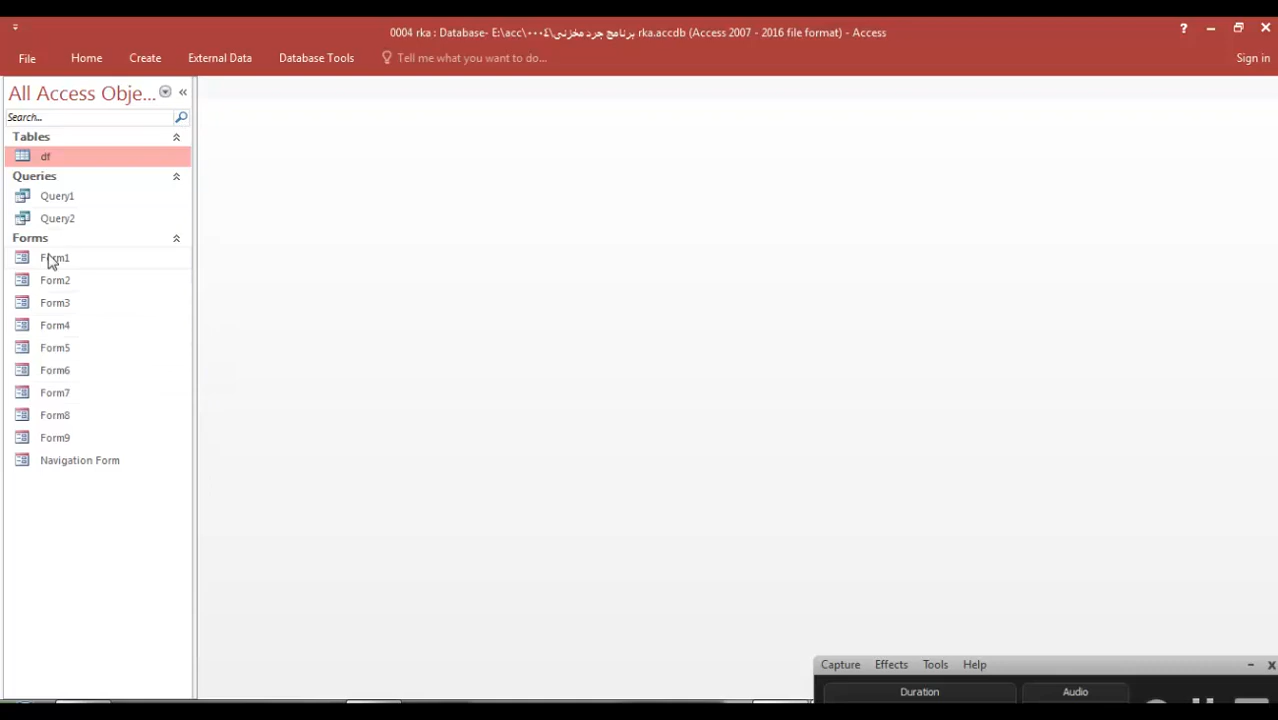 0004 rka : Database- E:\acc\٠٠٠٤\برنامج جرد مخزني rka.accdb (Access 2007 - 2016 file format) - Access
File Home Create External Data Database Tools Tell me what you want to do... Sign in
All Access Obje...
Search...
Tables
df
Queries
Query1
Query2
Forms
Form1
Form2
Form3
Form4
Form5
Form6
Form7
Form8
Form9
Navigation Form
Capture Effects Tools Help
Duration Audio